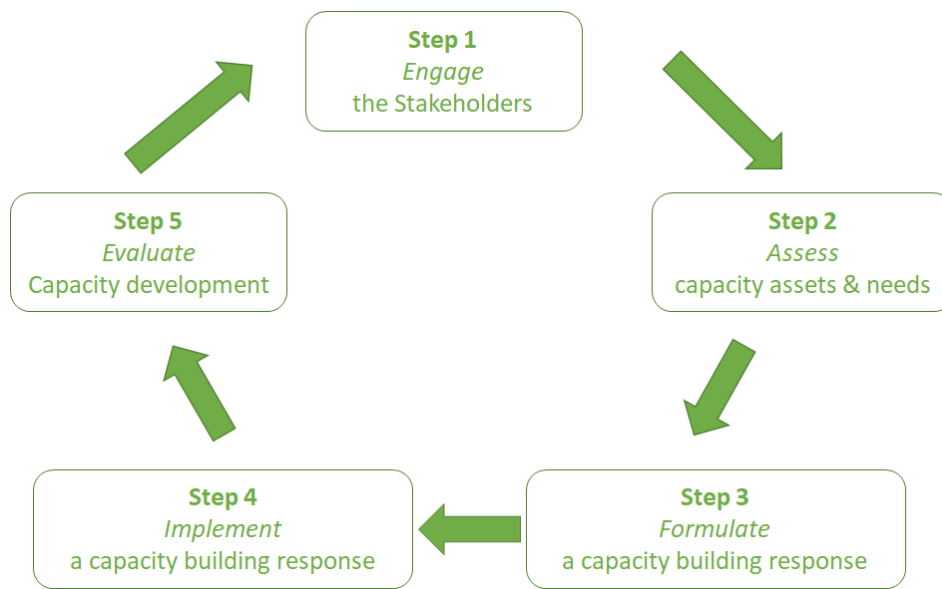 Step 1
Engage
the Stakeholders
Step 2
Assess
capacity assets & needs
Step 3
Formulate
a capacity building response
Step 4
Implement
a capacity building response
Step 5
Evaluate
Capacity development